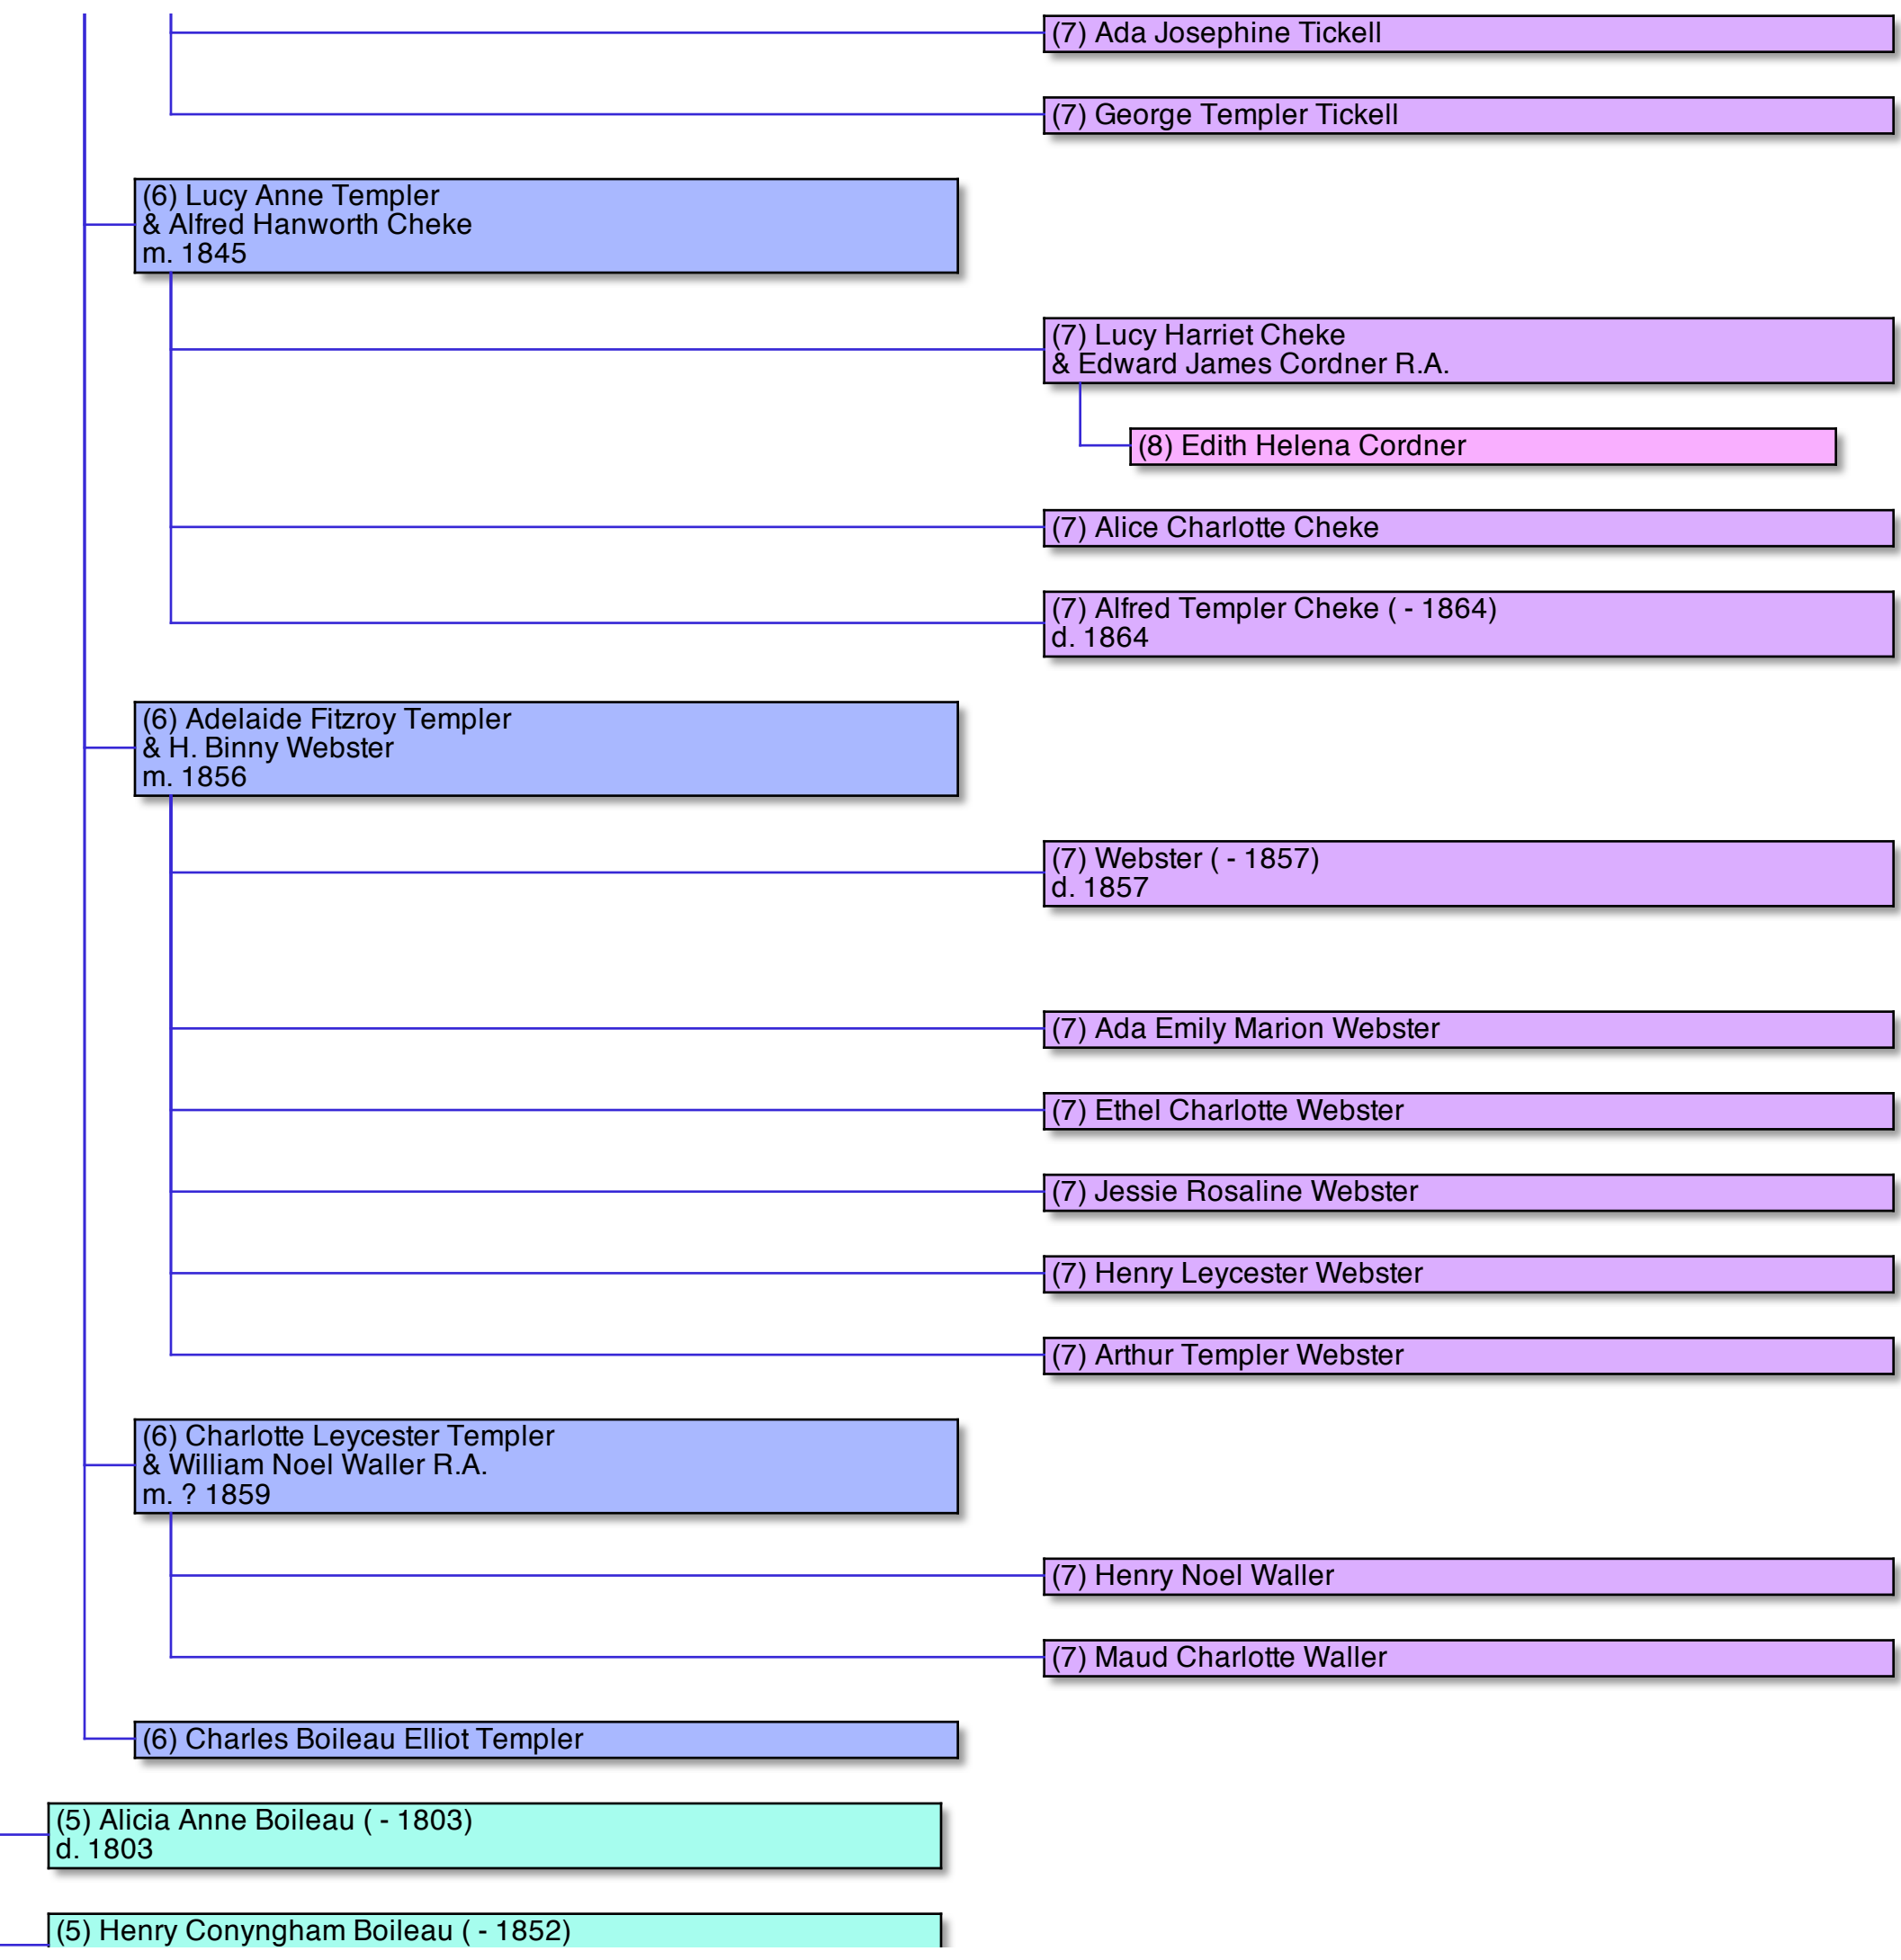 (7) Ada Josephine Tickell
(7) George Templer Tickell
(6) Lucy Anne Templer
& Alfred Hanworth Cheke
m. 1845
(7) Lucy Harriet Cheke
& Edward James Cordner R.A.
(8) Edith Helena Cordner
(7) Alice Charlotte Cheke
(7) Alfred Templer Cheke ( - 1864)
d. 1864
(6) Adelaide Fitzroy Templer
& H. Binny Webster
m. 1856
(7) Webster ( - 1857)
d. 1857
(7) Ada Emily Marion Webster
(7) Ethel Charlotte Webster
(7) Jessie Rosaline Webster
(7) Henry Leycester Webster
(7) Arthur Templer Webster
(6) Charlotte Leycester Templer
& William Noel Waller R.A.
m. ? 1859
(7) Henry Noel Waller
(7) Maud Charlotte Waller
(6) Charles Boileau Elliot Templer
(5) Alicia Anne Boileau ( - 1803)
d. 1803
(5) Henry Conyngham Boileau ( - 1852)